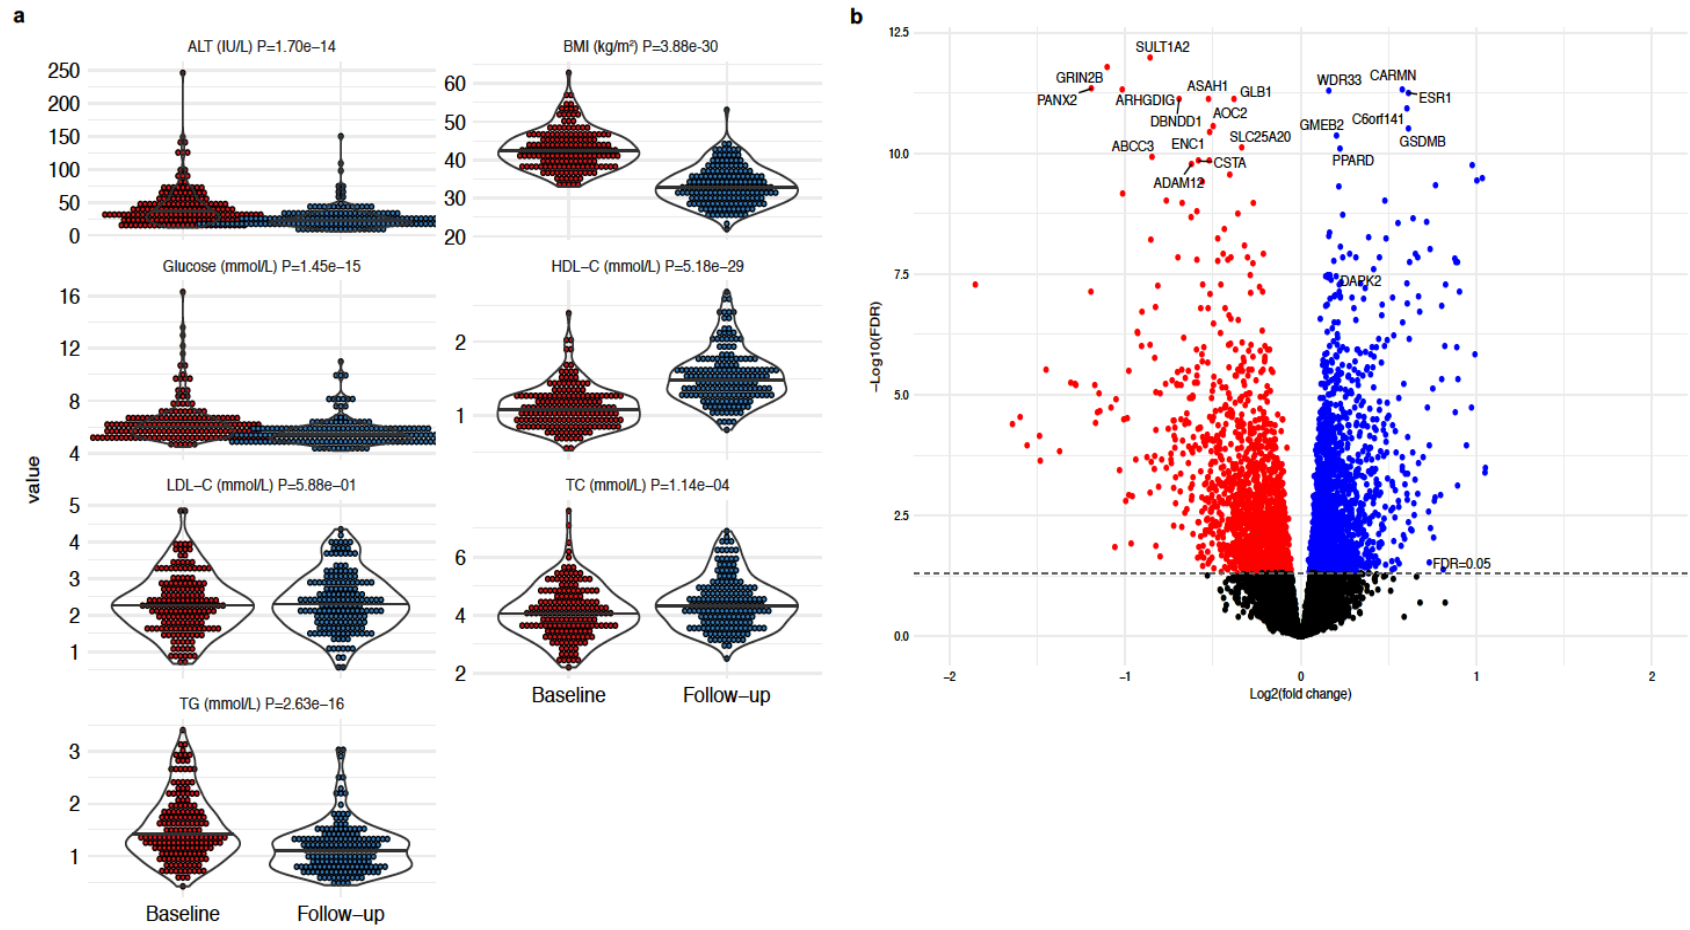 a
ALT (IU/L) P=1.70e−14
250
200
150
100
50
0
BMI (kg/m²) P=3.88e-30
60
50
40
30
20
Glucose (mmol/L) P=1.45e−15
16
12
8
4
HDL−C (mmol/L) P=5.18e−29
2
1
value
LDL−C (mmol/L) P=5.88e−01
5
4
3
2
1
TC (mmol/L) P=1.14e−04
6
4
2
Baseline Follow−up
TG (mmol/L) P=2.63e−16
3
2
1
Baseline Follow−up
b
−Log10(FDR)
12.5
10.0
7.5
5.0
2.5
0.0
SULT1A2
GRIN2B
PANX2
ARHGDIG
ASAH1
GLB1
DBNDD1
AOC2
ABCC3
ENC1
SLC25A20
CSTA
ADAM12
WDR33
CARMN
ESR1
C6orf141
GMEB2
GSDMB
PPARD
DAPK2
FDR=0.05
−2 −1 0 1 2
Log2(fold change)